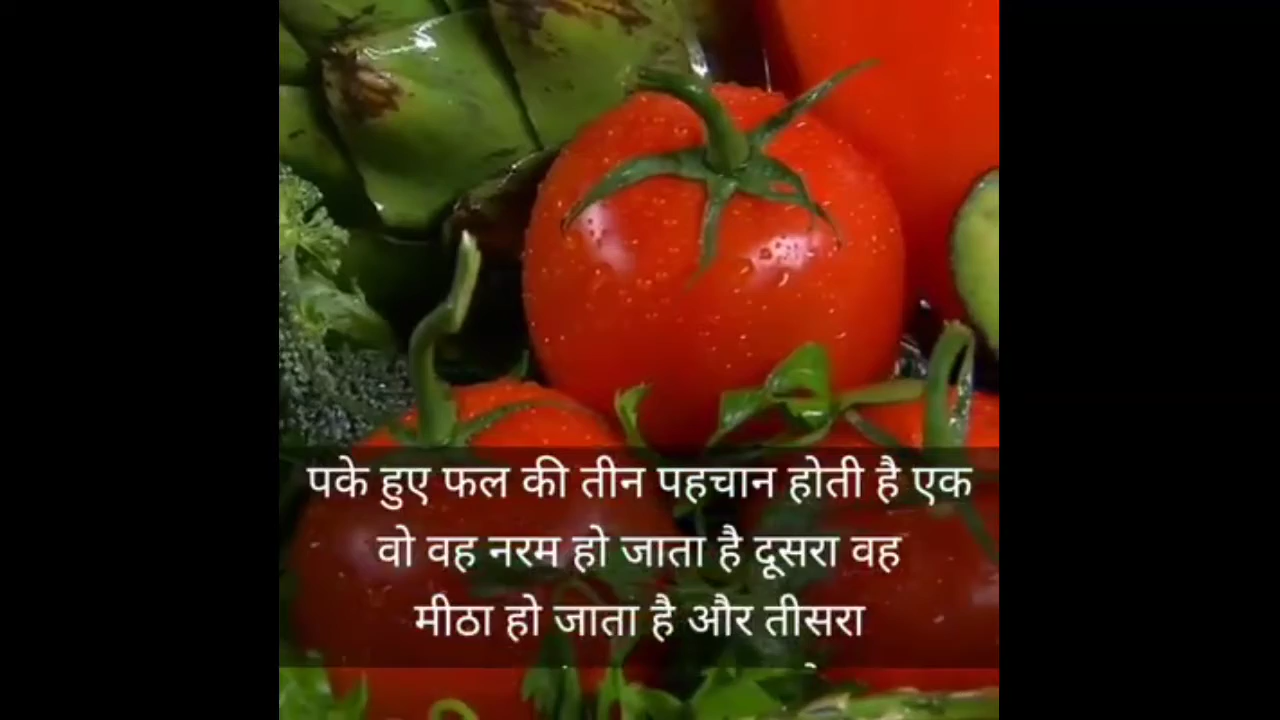 पके हुए फल की तीन पहचान होती है एक
वो वह नरम हो जाता है दूसरा वह
मीठा हो जाता है और तीसरा